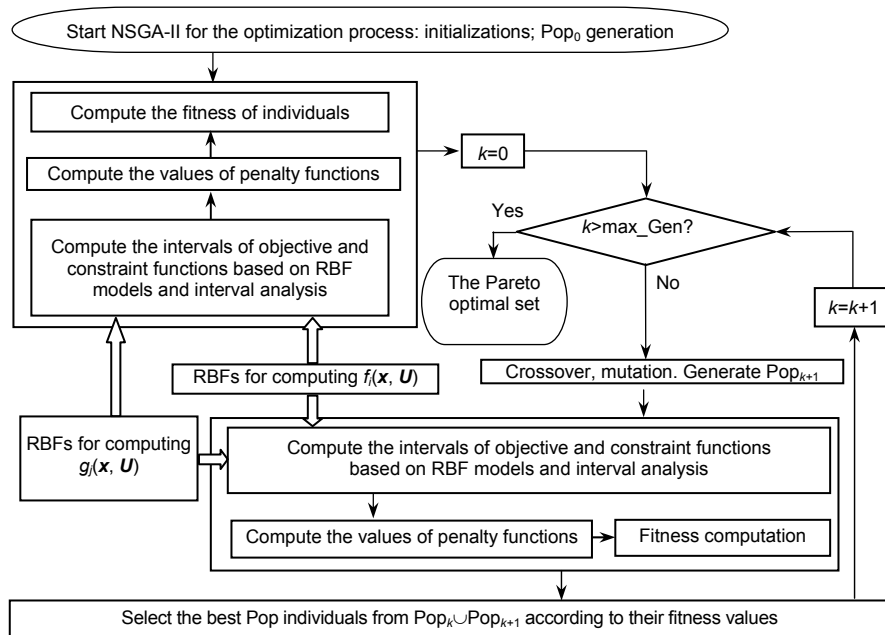 Start NSGA-II for the optimization process: initializations; Pop₀ generation
Compute the fitness of individuals
Compute the values of penalty functions
Compute the intervals of objective and
constraint functions based on RBF
models and interval analysis
k=0
Yes
k>max_Gen?
The Pareto
optimal set
No
k=k+1
RBFs for computing fᵢ(x, U)
Crossover, mutation. Generate Popₖ₊₁
RBFs for computing
gⱼ(x, U)
Compute the intervals of objective and constraint functions
based on RBF models and interval analysis
Compute the values of penalty functions
Fitness computation
Select the best Pop individuals from Popₖ∪Popₖ₊₁ according to their fitness values